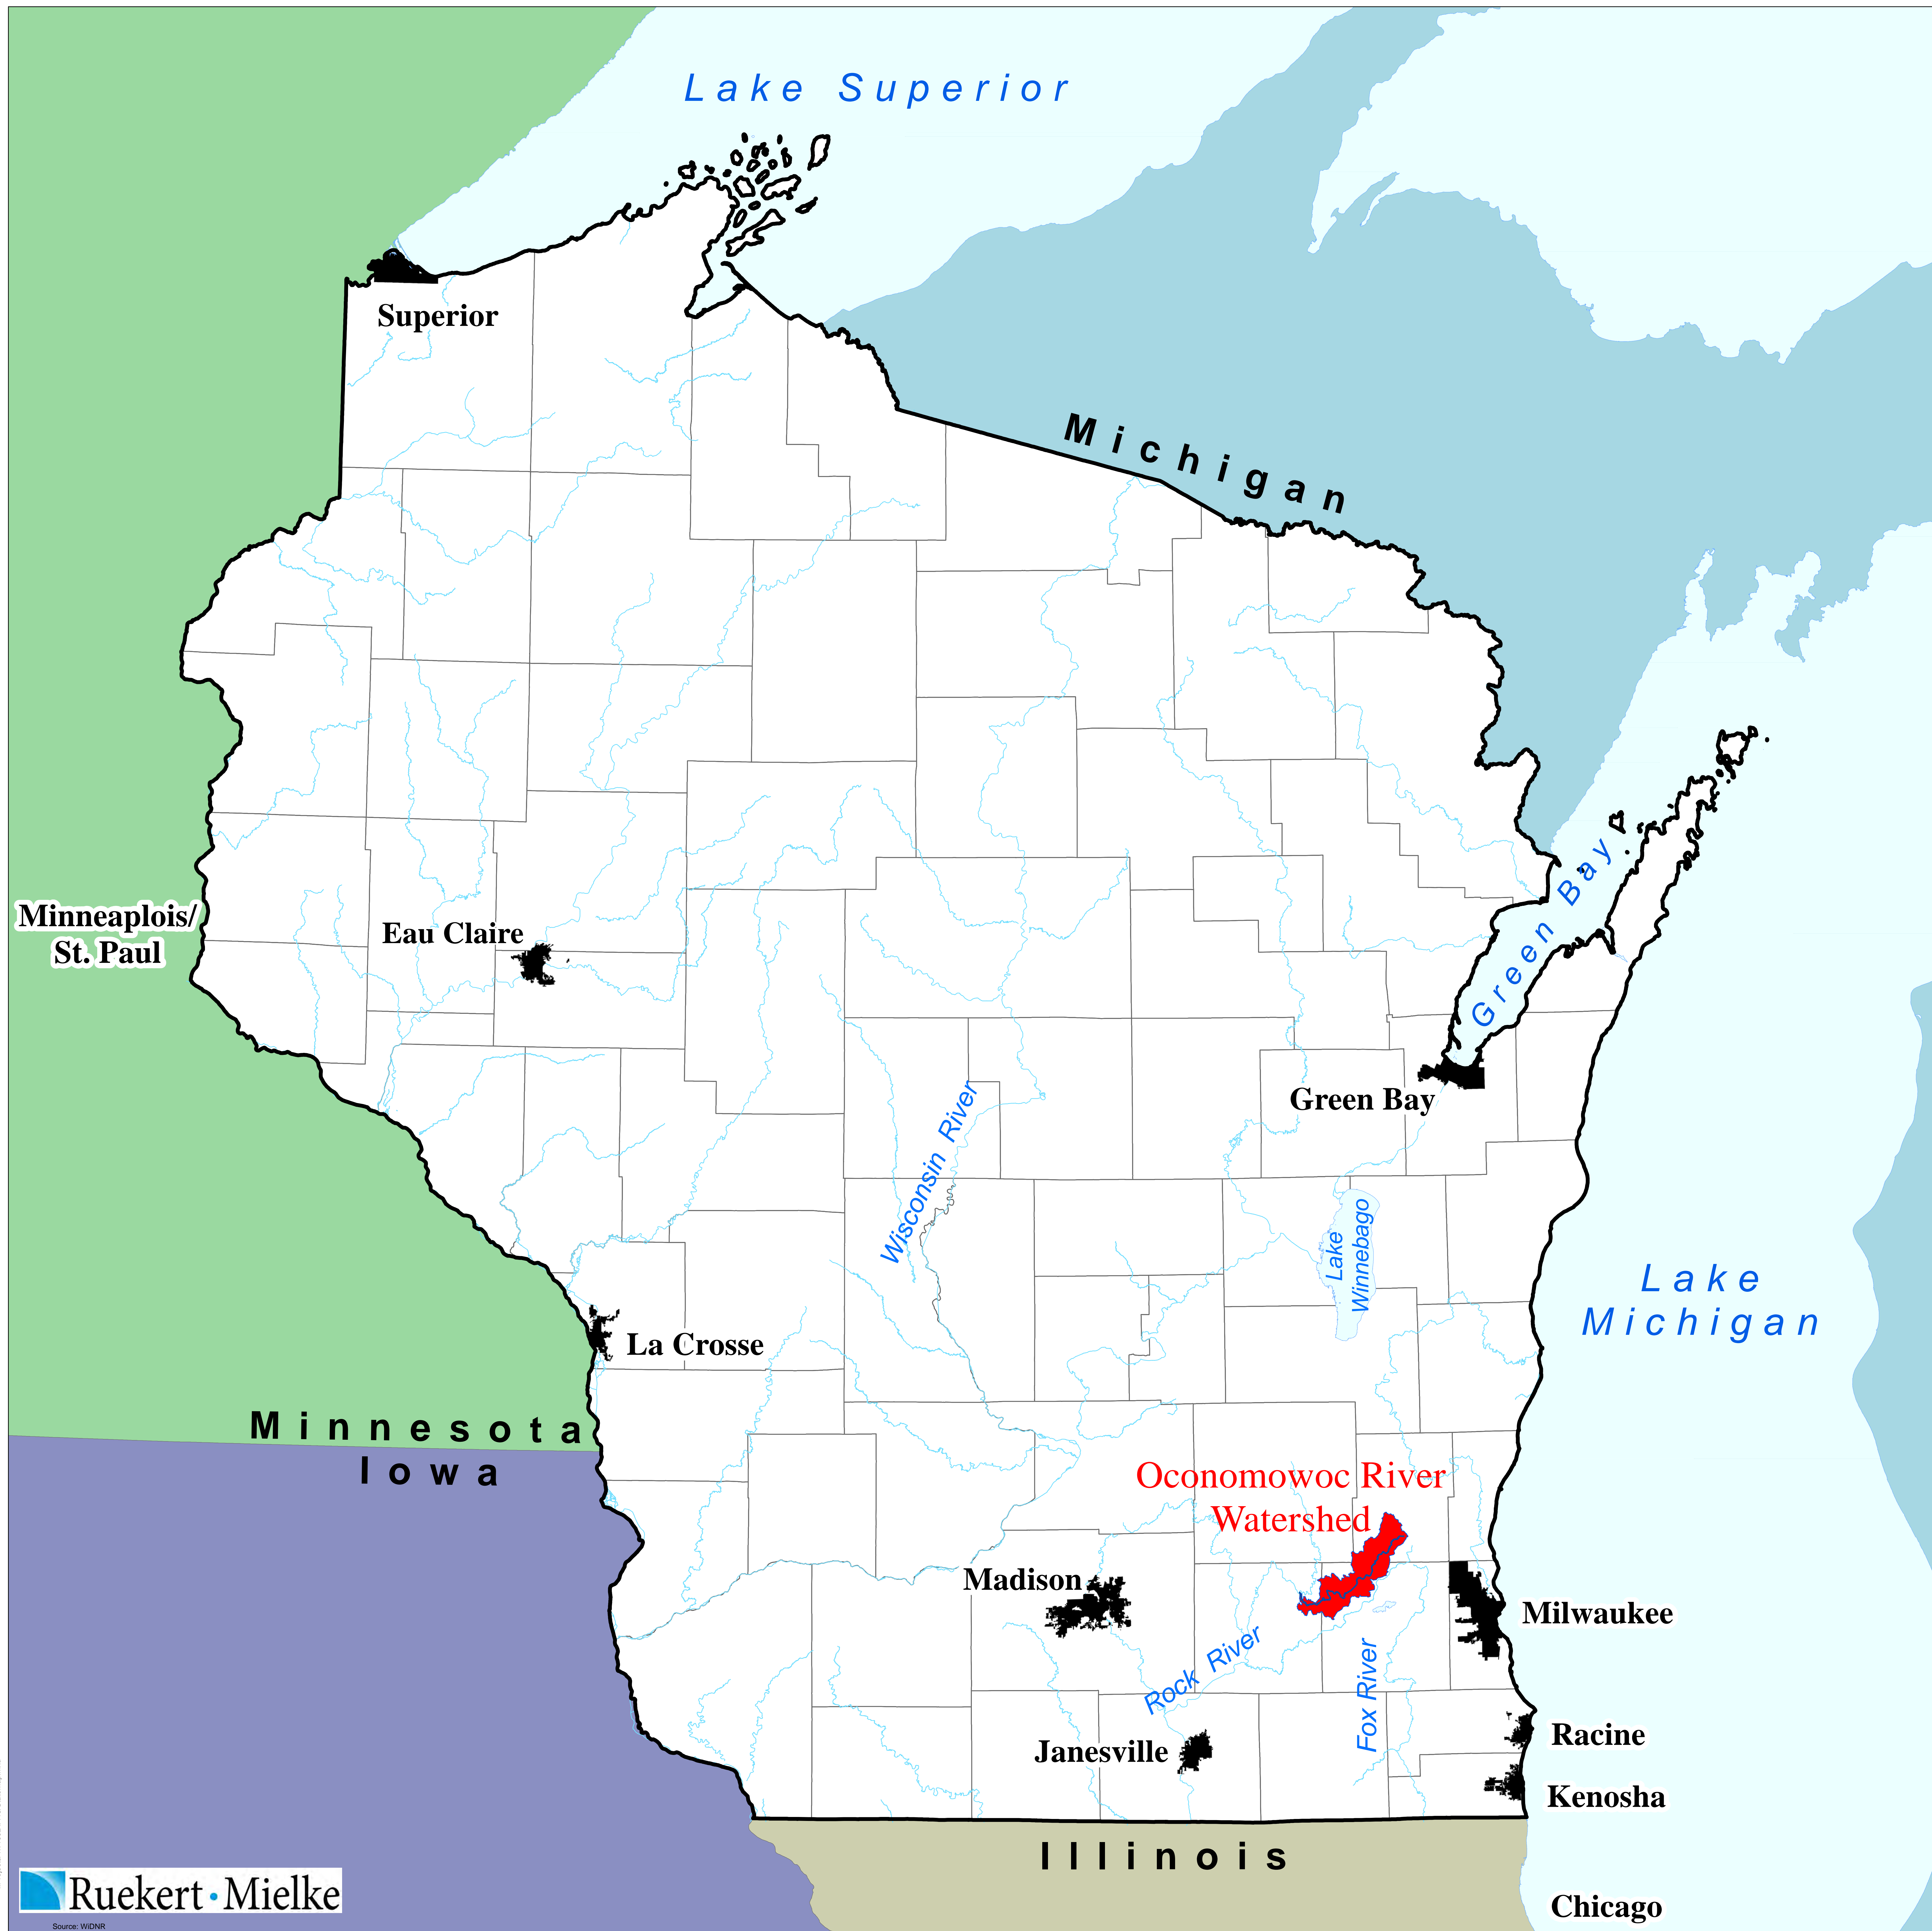 Lake Superior
Superior
Michigan
Minneaplois/
St. Paul
Eau Claire
Green Bay
Green Bay
Wisconsin River
Lake
Winnebago
Lake
Michigan
La Crosse
Minnesota
Iowa
Oconomowoc River
Watershed
Madison
Milwaukee
Rock River
Fox River
Janesville
Racine
Kenosha
Illinois
Ruekert • Mielke
Chicago
Source: WiDNR